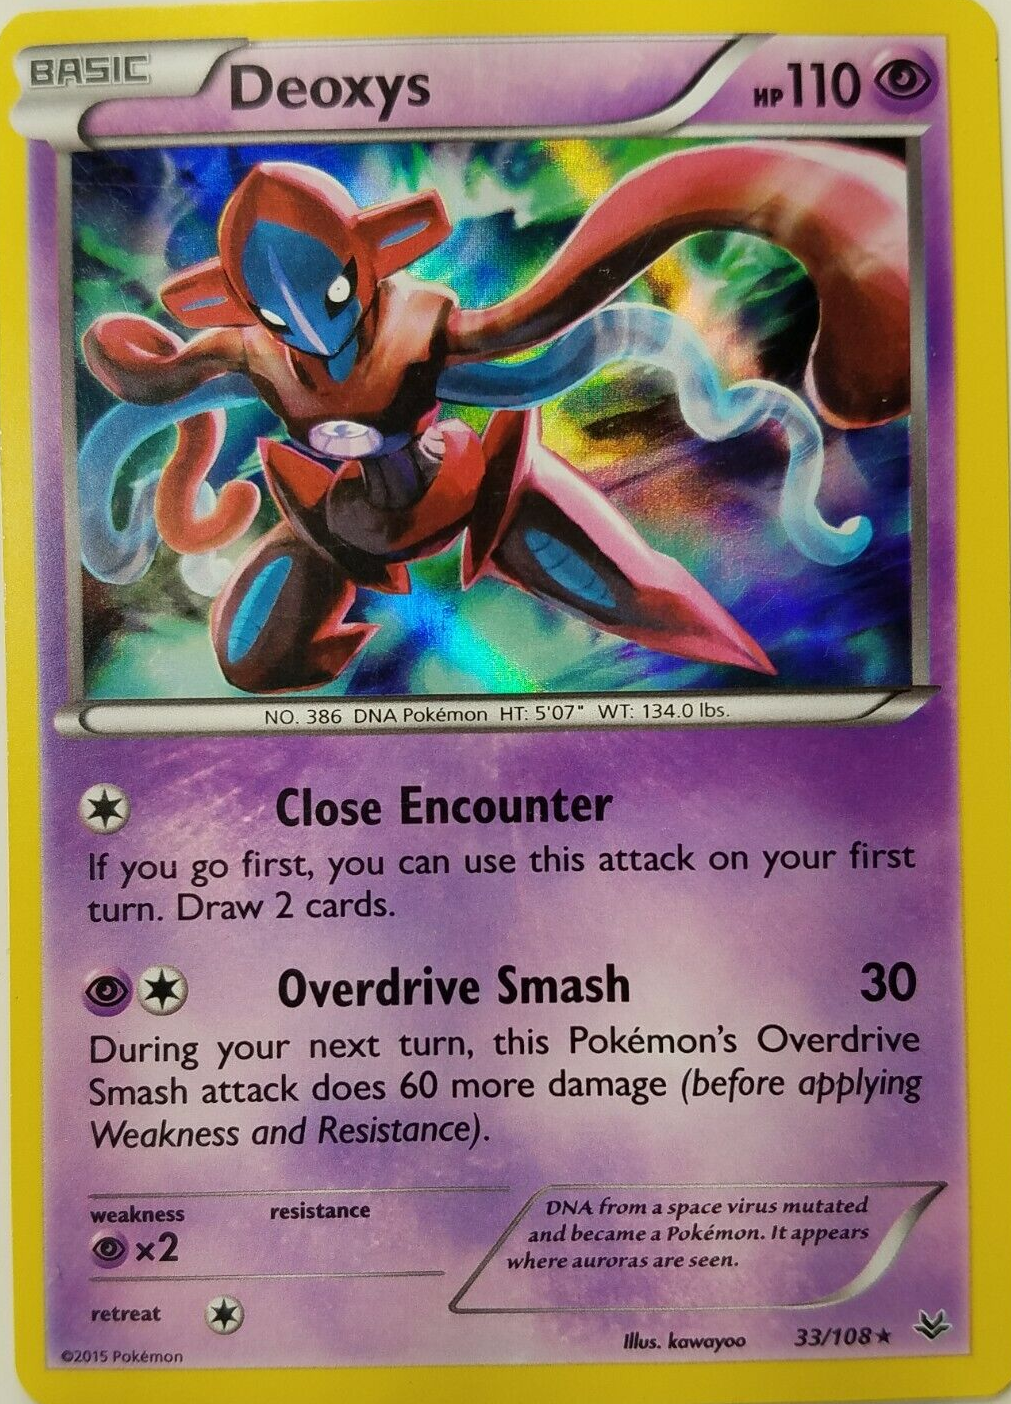 BASIC
Deoxys
HP110
NO. 386 DNA Pokémon HT: 5'07" WT: 134.0 lbs.
Close Encounter
If you go first, you can use this attack on your first
turn. Draw 2 cards.
Overdrive Smash 30
During your next turn, this Pokémon's Overdrive
Smash attack does 60 more damage (before applying
Weakness and Resistance).
weakness resistance
×2
DNA from a space virus mutated
and became a Pokémon. It appears
where auroras are seen.
retreat
Illus. kawayoo 33/108★
©2015 Pokémon